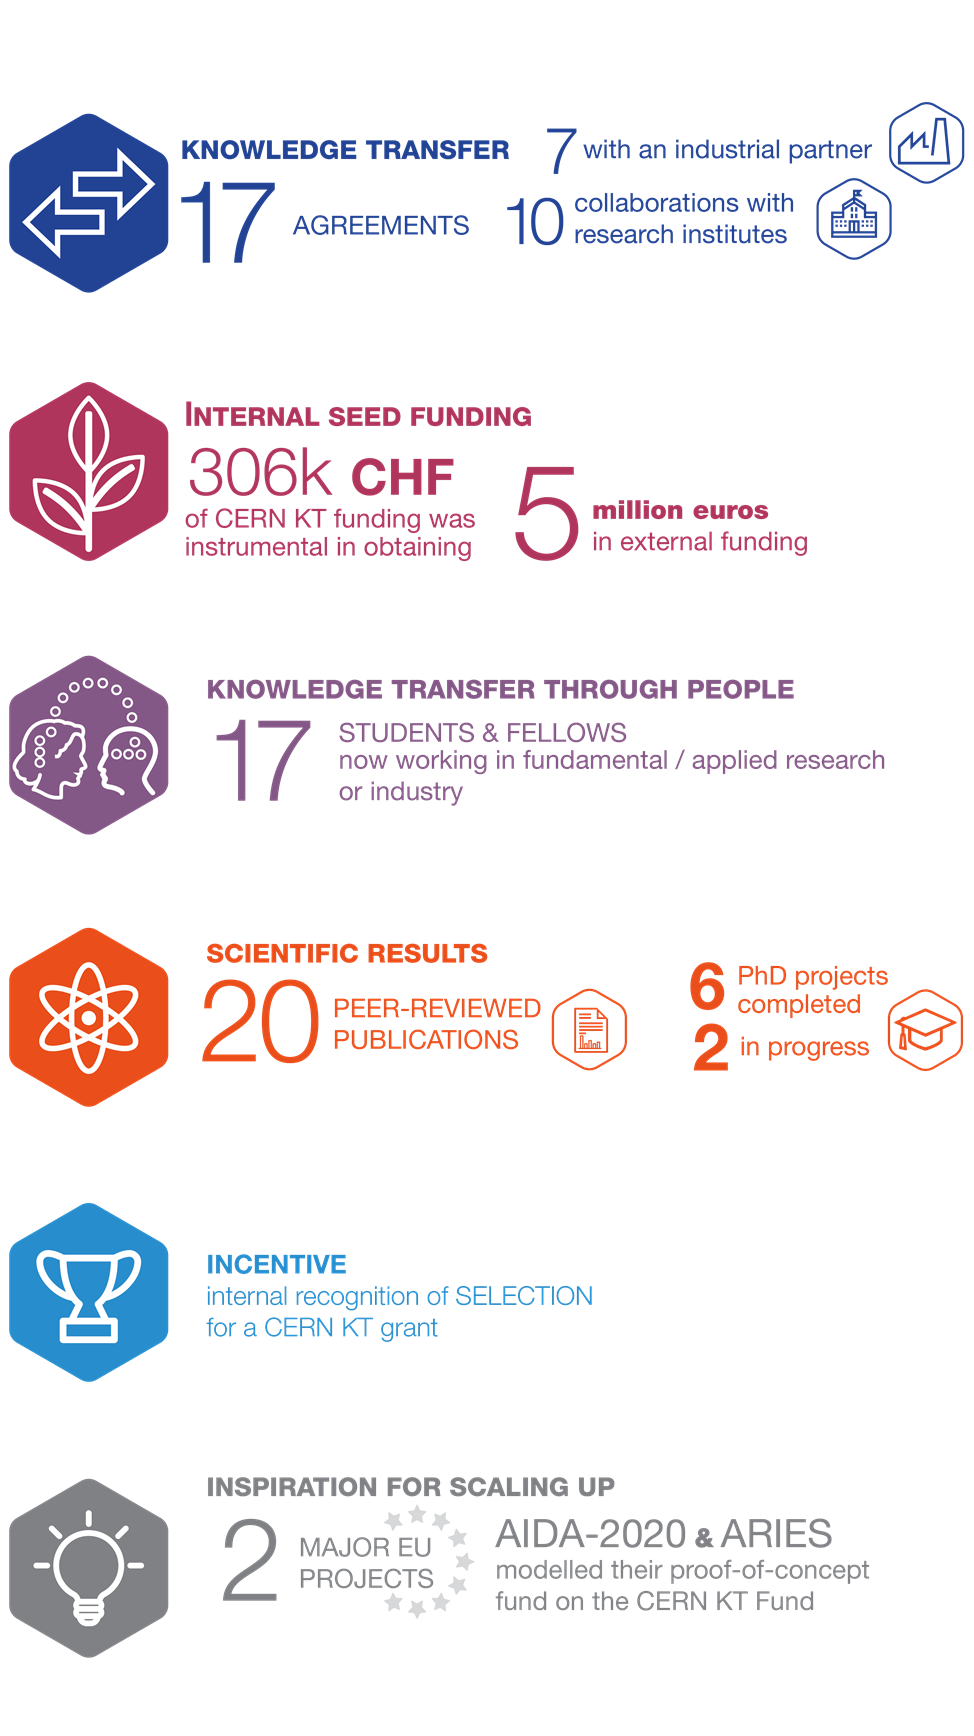 KNOWLEDGE TRANSFER
17 AGREEMENTS
7 with an industrial partner
10 collaborations with
research institutes
INTERNAL SEED FUNDING
306k CHF
of CERN KT funding was
instrumental in obtaining
5 million euros
in external funding
KNOWLEDGE TRANSFER THROUGH PEOPLE
17 STUDENTS & FELLOWS
now working in fundamental / applied research
or industry
SCIENTIFIC RESULTS
20 PEER-REVIEWED
PUBLICATIONS
6 PhD projects
completed
2 in progress
INCENTIVE
internal recognition of SELECTION
for a CERN KT grant
INSPIRATION FOR SCALING UP
2 MAJOR EU
PROJECTS
AIDA-2020 & ARIES
modelled their proof-of-concept
fund on the CERN KT Fund